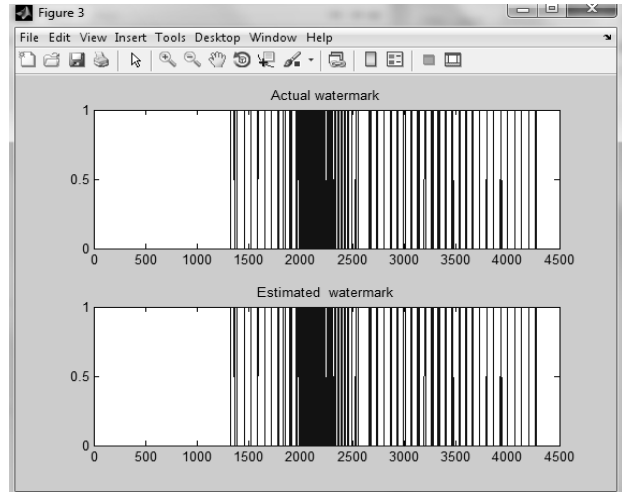 Figure 3
File Edit View Insert Tools Desktop Window Help
Actual watermark
1
0.5
0
0 500 1000 1500 2000 2500 3000 3500 4000 4500
Estimated watermark
1
0.5
0
0 500 1000 1500 2000 2500 3000 3500 4000 4500